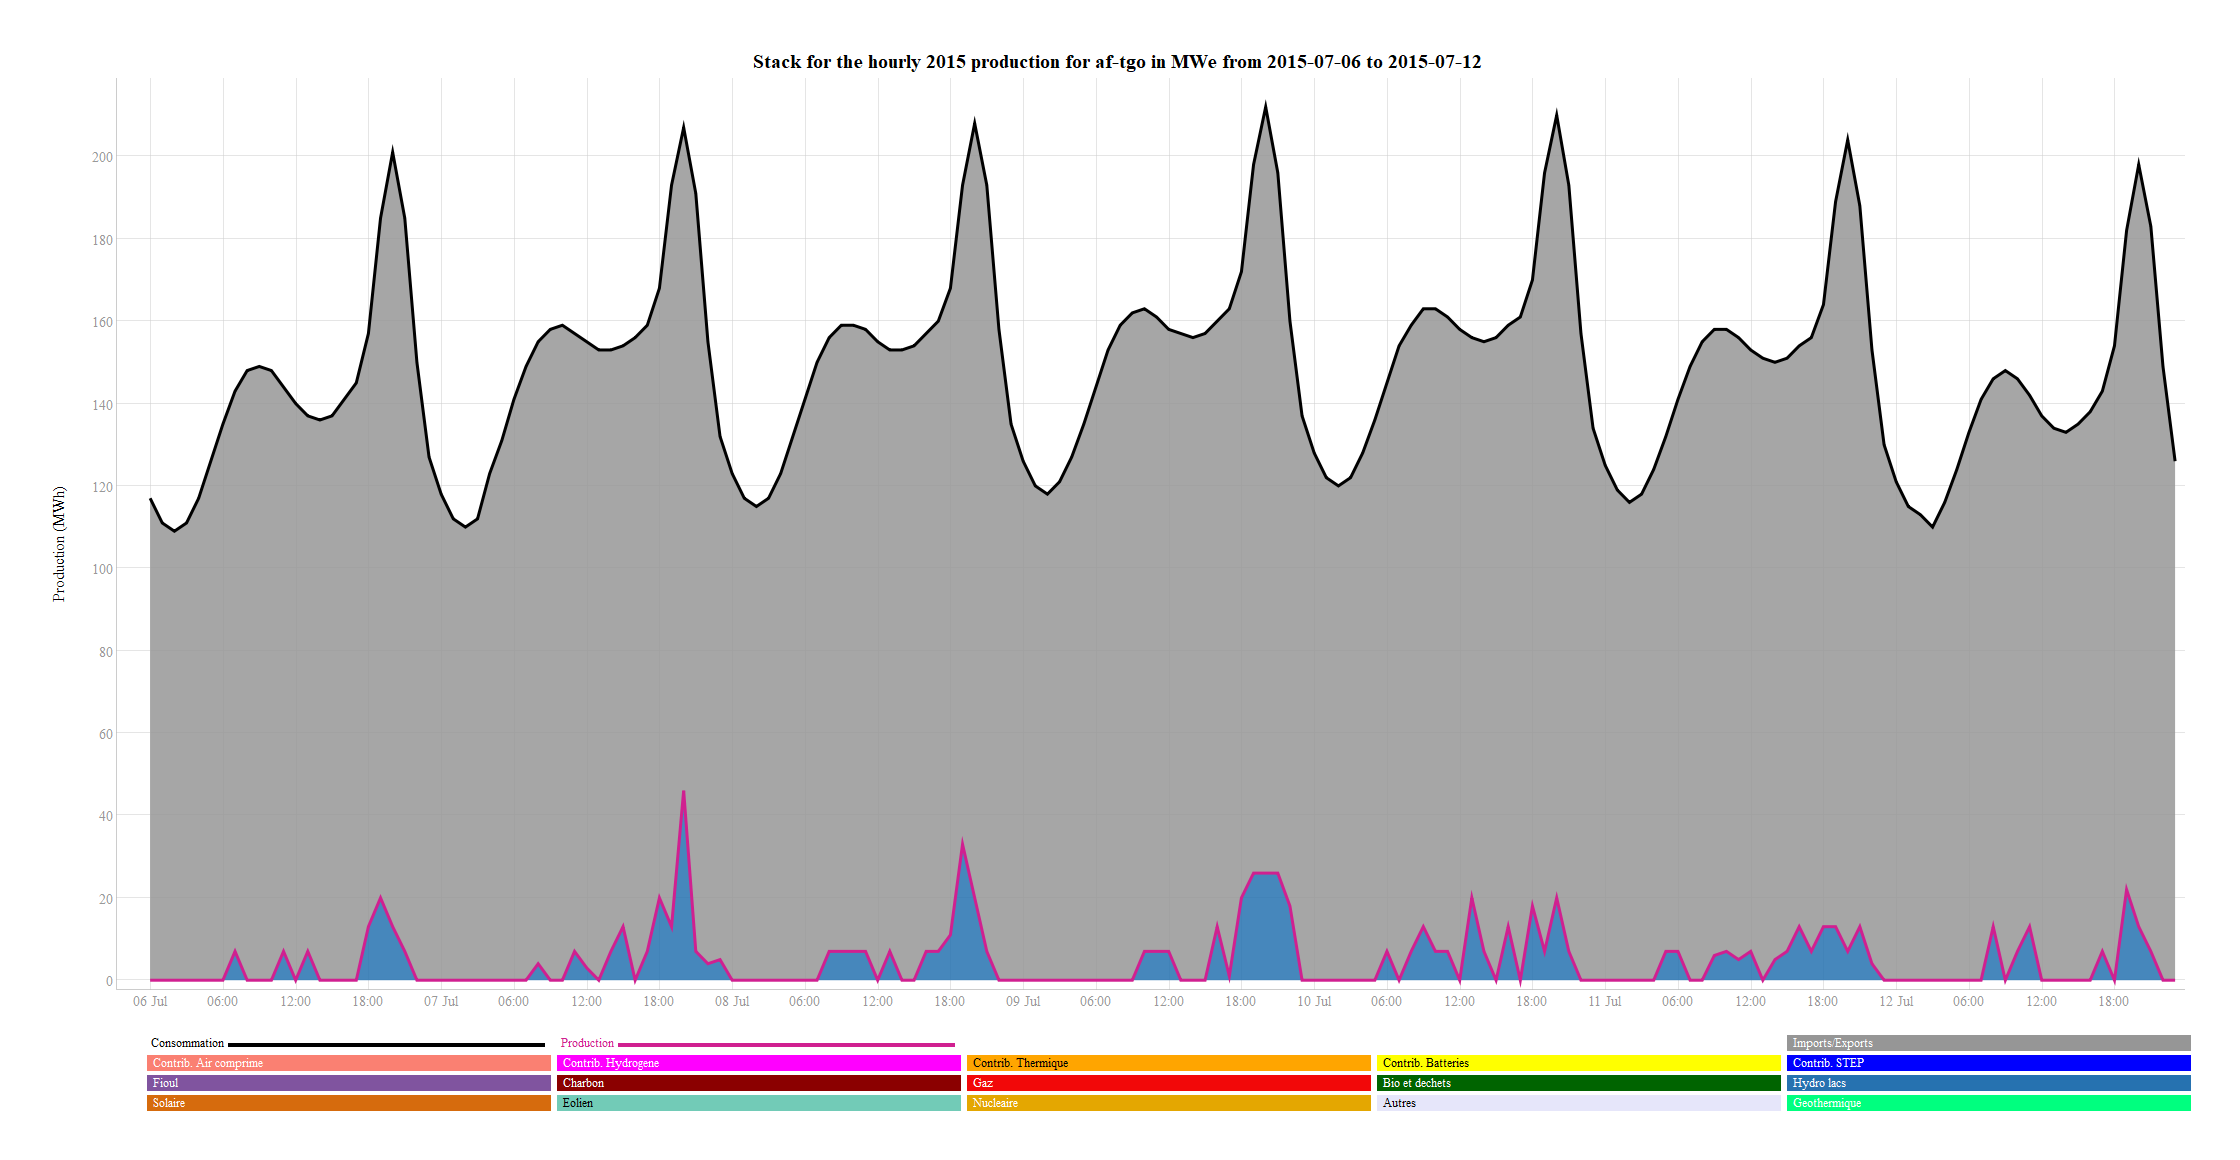 Stack for the hourly 2015 production for af-tgo in MWe from 2015-07-06 to 2015-07-12
Production (MWh)
200
180
160
140
120
100
80
60
40
20
0
06 Jul 06:00 12:00 18:00 07 Jul 06:00 12:00 18:00 08 Jul 06:00 12:00 18:00 09 Jul 06:00 12:00 18:00 10 Jul 06:00 12:00 18:00 11 Jul 06:00 12:00 18:00 12 Jul 06:00 12:00 18:00
Consommation Production Imports/Exports
Contrib. Air comprime Contrib. Hydrogene Contrib. Thermique Contrib. Batteries Contrib. STEP
Fioul Charbon Gaz Bio et dechets Hydro lacs
Solaire Eolien Nucleaire Autres Geothermique